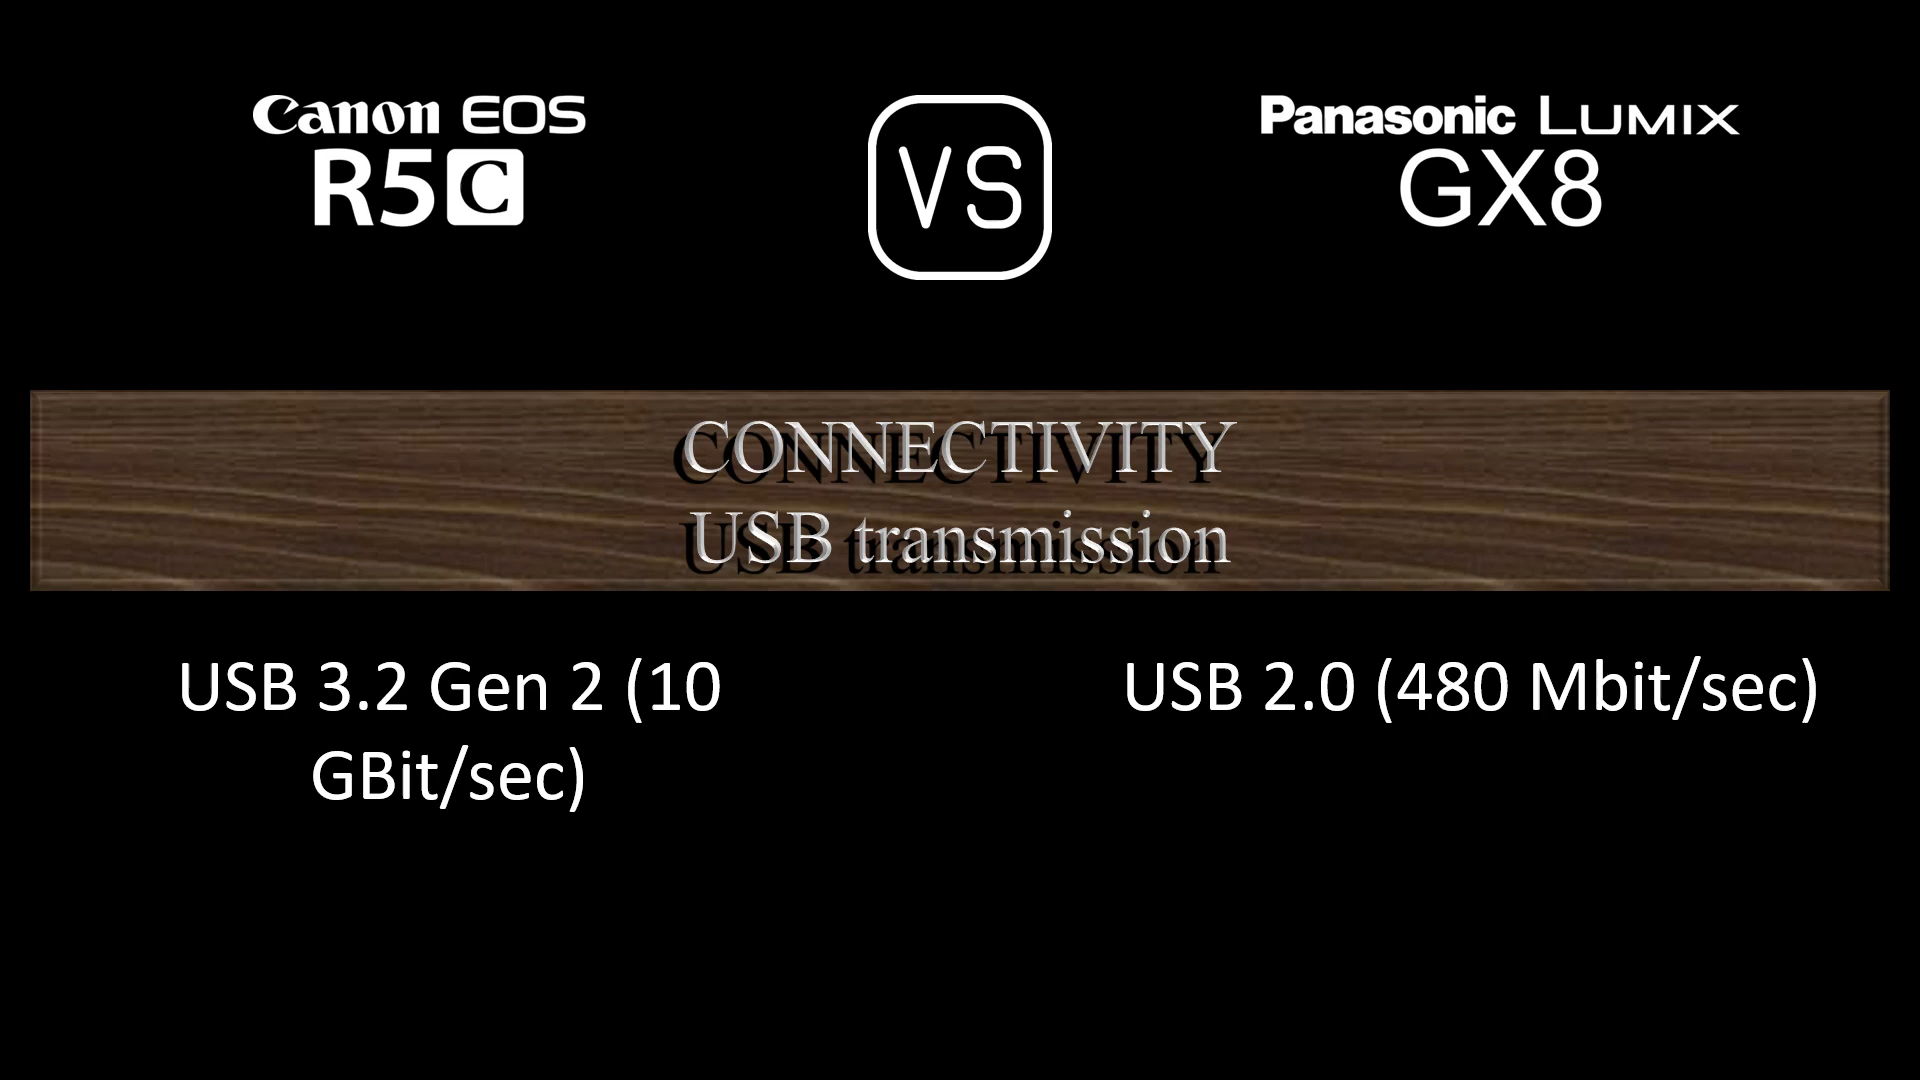 Canon EOS
R5 C
VS
Panasonic LUMIX
GX8
CONNECTIVITY
USB transmission
USB 3.2 Gen 2 (10
GBit/sec)
USB 2.0 (480 Mbit/sec)